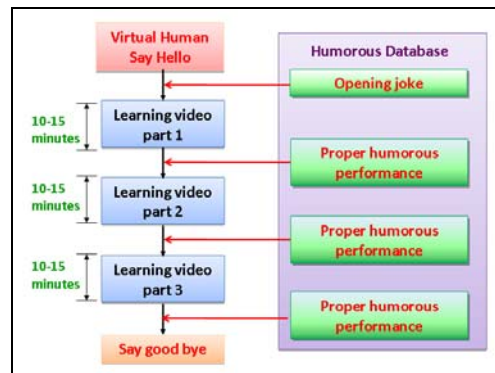 Virtual Human
Say Hello
Humorous Database
Opening joke
10-15
minutes
Learning video
part 1
Proper humorous
performance
10-15
minutes
Learning video
part 2
Proper humorous
performance
10-15
minutes
Learning video
part 3
Proper humorous
performance
Say good bye